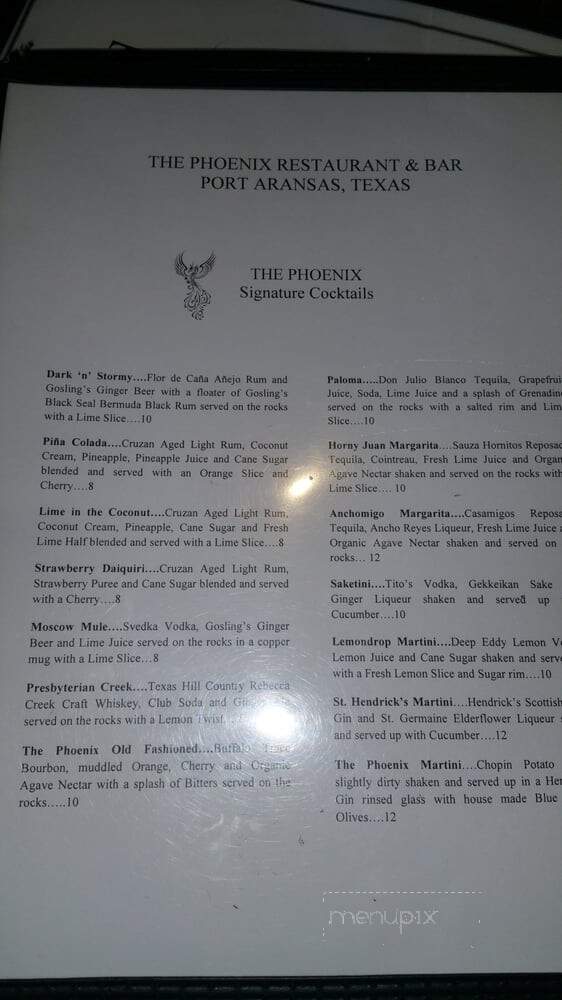 THE PHOENIX RESTAURANT & BAR
PORT ARANSAS, TEXAS
THE PHOENIX
Signature Cocktails
Dark ‘n’ Stormy....Flor de Caña Añejo Rum and
Gosling’s Ginger Beer with a floater of Gosling’s
Black Seal Bermuda Black Rum served on the rocks
with a Lime Slice....10
Piña Colada....Cruzan Aged Light Rum, Coconut
Cream, Pineapple, Pineapple Juice and Cane Sugar
blended and served with an Orange Slice and
Cherry....8
Lime in the Coconut....Cruzan Aged Light Rum,
Coconut Cream, Pineapple, Cane Sugar and Fresh
Lime Half blended and served with a Lime Slice....8
Strawberry Daiquiri....Cruzan Aged Light Rum,
Strawberry Puree and Cane Sugar blended and served
with a Cherry....8
Moscow Mule....Svedka Vodka, Gosling’s Ginger
Beer and Lime Juice served on the rocks in a copper
mug with a Lime Slice...8
Presbyterian Creek....Texas Hill Country Rebecca
Creek Craft Whiskey, Club Soda and
served on the rocks with a Lemon Twist
The Phoenix Old Fashioned....Buffalo Trace
Bourbon, muddled Orange, Cherry and Organic
Agave Nectar with a splash of Bitters served on the
rocks.....10
Paloma.....Don Julio Blanco Tequila,
Juice, Soda, Lime Juice and a splash of
served on the rocks with a salted rim and
Slice....10
Horny Juan Margarita....Sauza Hornitos
Tequila, Cointreau, Fresh Lime Juice and
Agave Nectar shaken and served on the rocks with
Lime Slice.... 10
Anchomigo Margarita....Casamigos
Tequila, Ancho Reyes Liqueur, Fresh Lime Juice
Organic Agave Nectar shaken and served on
rocks... 12
Saketini....Tito’s Vodka, Gekkeikan Sake
Ginger Liqueur shaken and served up
Cucumber....10
Lemondrop Martini....Deep Eddy Lemon
Lemon Juice and Cane Sugar shaken and
with a Fresh Lemon Slice and Sugar rim....10
St. Hendrick’s Martini....Hendrick’s Scottish
Gin and St. Germaine Elderflower Liqueur
and served up with Cucumber....12
The Phoenix Martini....Chopin Potato
slightly dirty shaken and served up in a
Gin rinsed glass with house made Blue
Olives....12
menupix